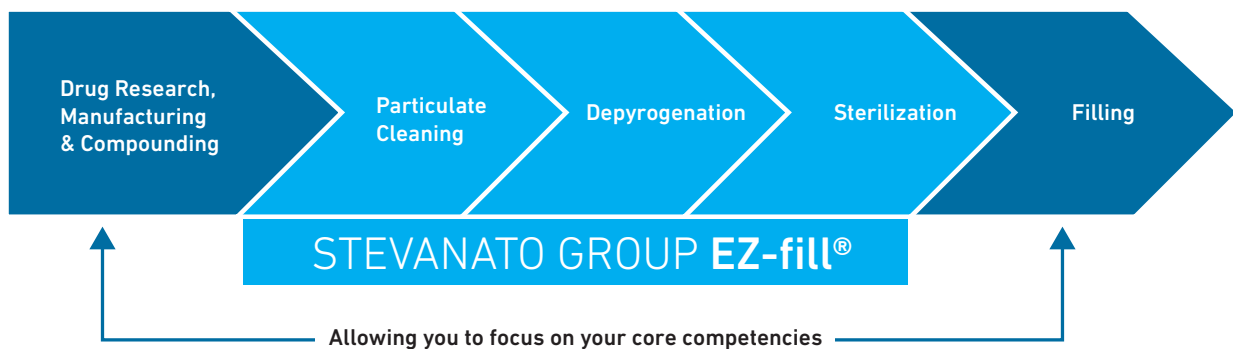 Drug Research,
Manufacturing
& Compounding
Particulate
Cleaning
Depyrogenation
Sterilization
Filling
STEVANATO GROUP EZ-fill®
Allowing you to focus on your core competencies